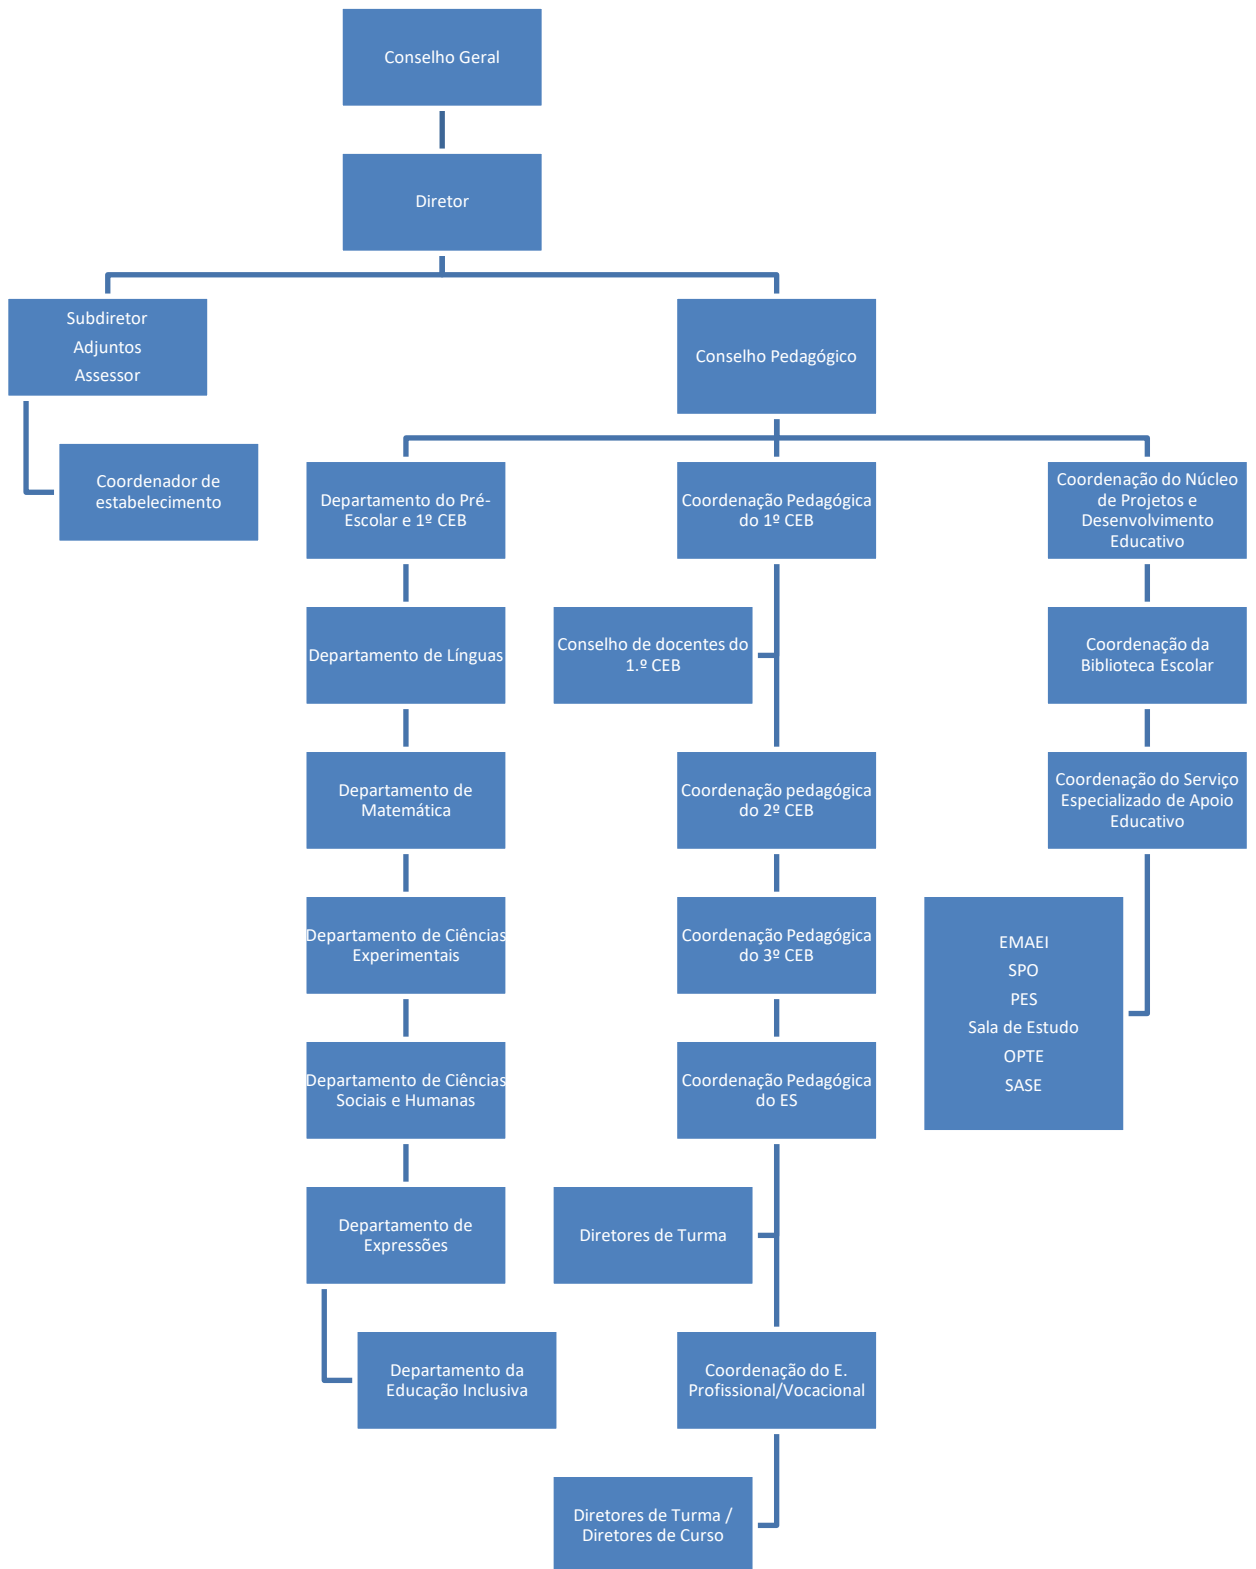 Conselho Geral
Diretor
Subdiretor
Adjuntos
Assessor
Conselho Pedagógico
Coordenador de
estabelecimento
Departamento do Pré-
Escolar e 1º CEB
Coordenação Pedagógica
do 1º CEB
Coordenação do Núcleo
de Projetos e
Desenvolvimento
Educativo
Departamento de Línguas
Conselho de docentes do
1.º CEB
Coordenação da
Biblioteca Escolar
Departamento de
Matemática
Coordenação pedagógica
do 2º CEB
Coordenação do Serviço
Especializado de Apoio
Educativo
Departamento de Ciências
Experimentais
Coordenação Pedagógica
do 3º CEB
EMAEI
SPO
PES
Sala de Estudo
OPTE
SASE
Departamento de Ciências
Sociais e Humanas
Coordenação Pedagógica
do ES
Departamento de
Expressões
Diretores de Turma
Departamento da
Educação Inclusiva
Coordenação do E.
Profissional/Vocacional
Diretores de Turma /
Diretores de Curso